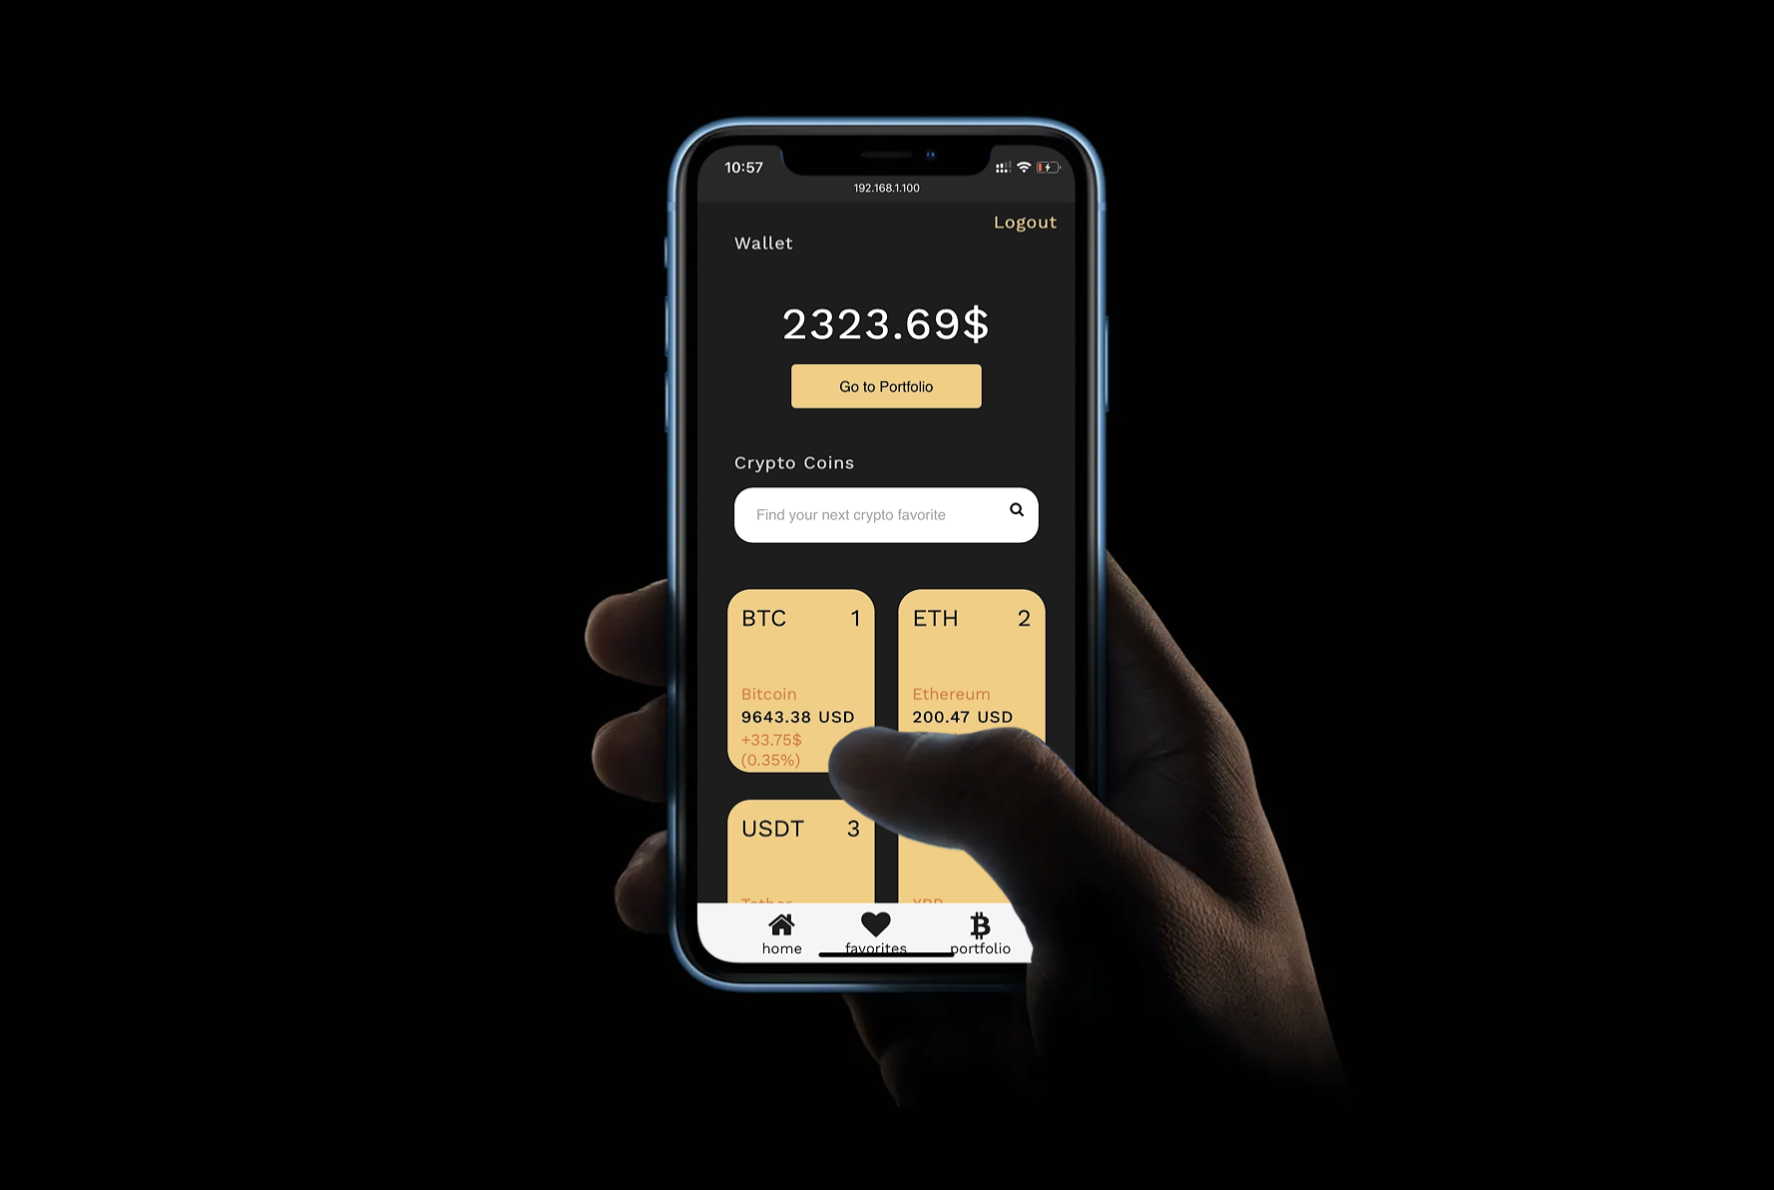 10:57
192.168.1.100
Logout
Wallet
2323.69$
Go to Portfolio
Crypto Coins
Find your next crypto favorite
BTC 1
Bitcoin
9643.38 USD
+33.75$
(0.35%)
ETH 2
Ethereum
200.47 USD
USDT 3
Tether
XRP
home
favorites
portfolio